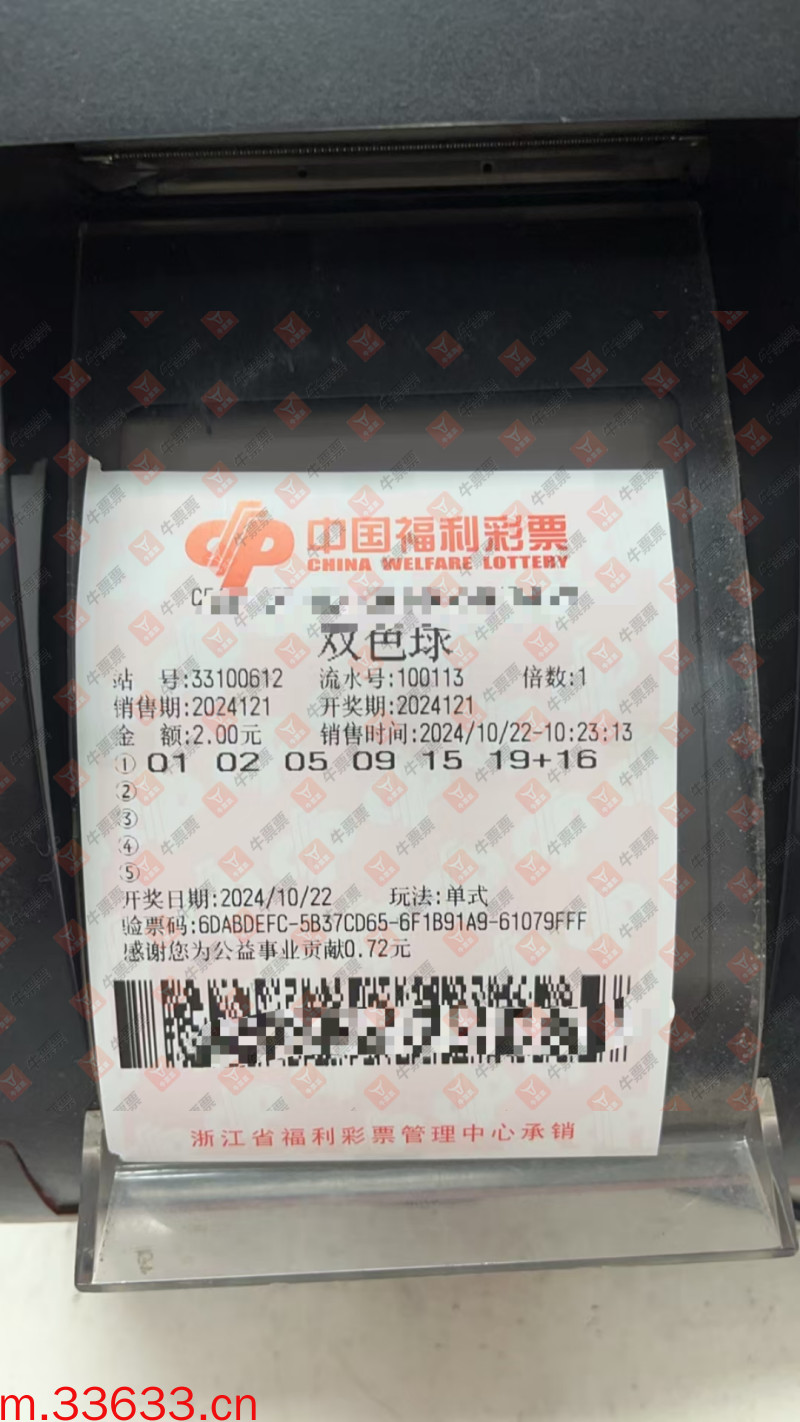 中国福利彩票
CHINA WELFARE LOTTERY
双色球
站 号:33100612 流水号:100113 倍数:1
销售期:2024121 开奖期:2024121
金 额:2.00元 销售时间:2024/10/22-10:23:13
① 01 02 05 09 15 19+16
②
③
④
⑤
开奖日期:2024/10/22 玩法:单式
验票码:6DABDEFC-5B37CD65-6F1B91A9-61079FFF
感谢您为公益事业贡献0.72元
浙江省福利彩票管理中心承销
牛票票
m.33633.cn